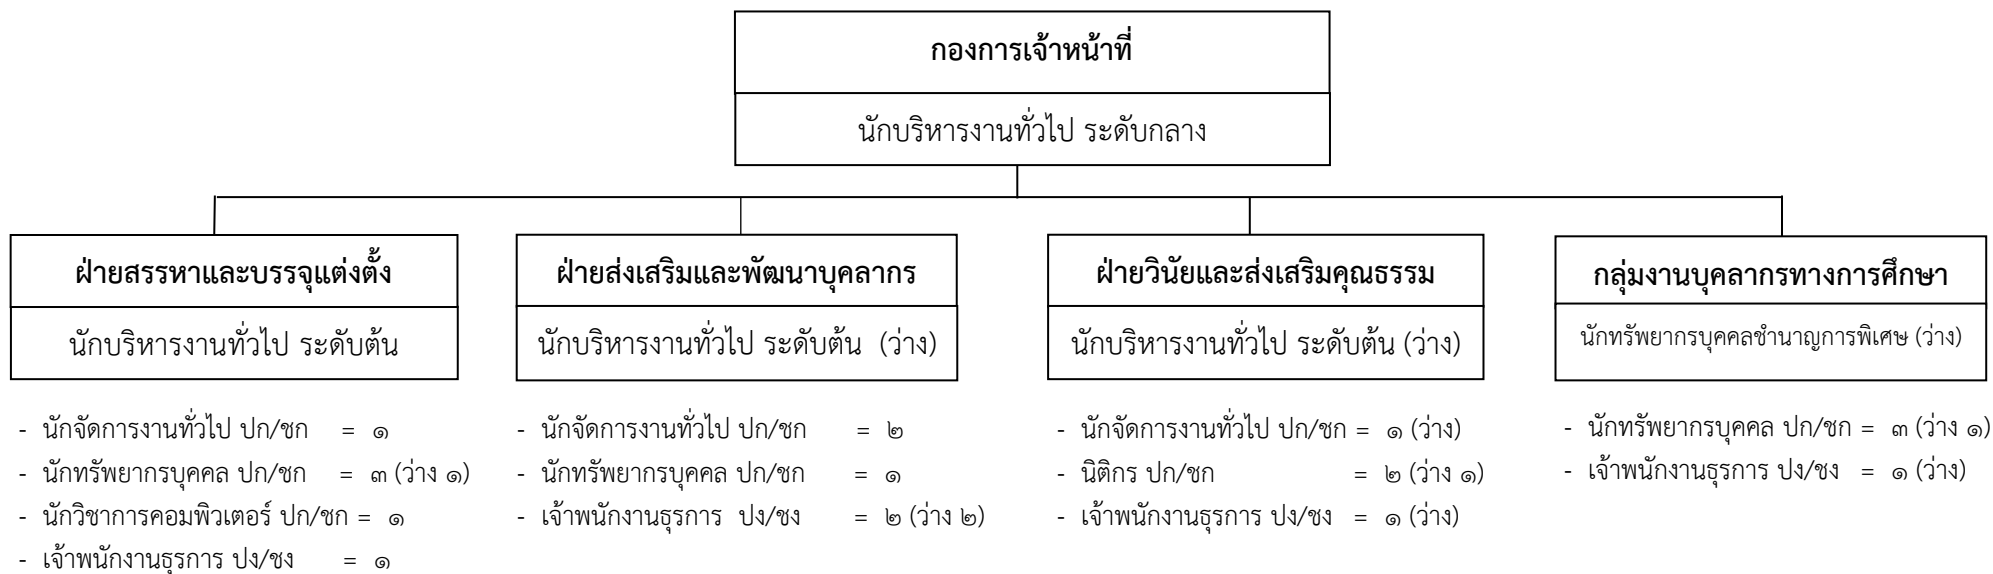 กองการเจ้าหน้าที่
นักบริหารงานทั่วไป ระดับกลาง
ฝ่ายสรรหาและบรรจุแต่งตั้ง
นักบริหารงานทั่วไป ระดับต้น
- นักจัดการงานทั่วไป ปก/ชก = ๑
- นักทรัพยากรบุคคล ปก/ชก = ๓ (ว่าง ๑)
- นักวิชาการคอมพิวเตอร์ ปก/ชก = ๑
- เจ้าพนักงานธุรการ ปง/ชง = ๑
ฝ่ายส่งเสริมและพัฒนาบุคลากร
นักบริหารงานทั่วไป ระดับต้น (ว่าง)
- นักจัดการงานทั่วไป ปก/ชก = ๒
- นักทรัพยากรบุคคล ปก/ชก = ๑
- เจ้าพนักงานธุรการ ปง/ชง = ๒ (ว่าง ๒)
ฝ่ายวินัยและส่งเสริมคุณธรรม
นักบริหารงานทั่วไป ระดับต้น (ว่าง)
- นักจัดการงานทั่วไป ปก/ชก = ๑ (ว่าง)
- นิติกร ปก/ชก = ๒ (ว่าง ๑)
- เจ้าพนักงานธุรการ ปง/ชง = ๑ (ว่าง)
กลุ่มงานบุคลากรทางการศึกษา
นักทรัพยากรบุคคลชำนาญการพิเศษ (ว่าง)
- นักทรัพยากรบุคคล ปก/ชก = ๓ (ว่าง ๑)
- เจ้าพนักงานธุรการ ปง/ชง = ๑ (ว่าง)